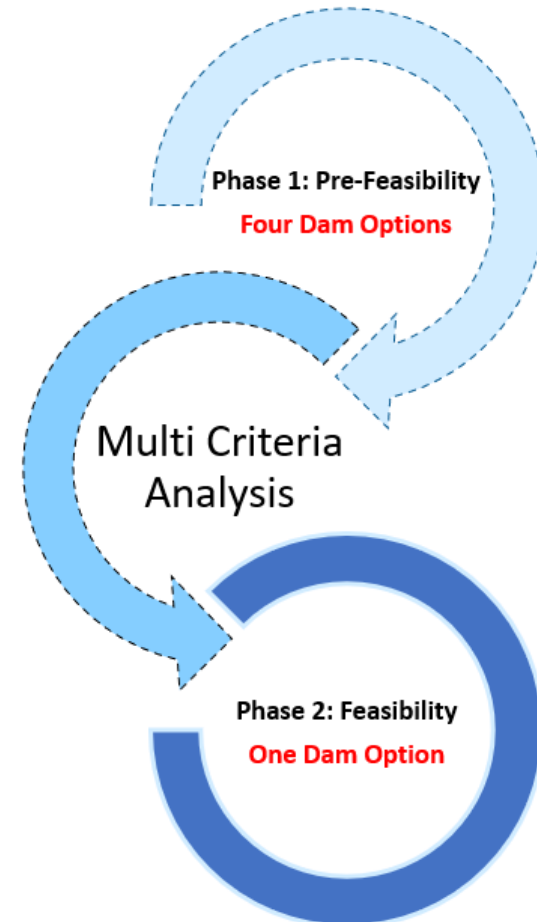 Phase 1: Pre-Feasibility
Four Dam Options
Multi Criteria
Analysis
Phase 2: Feasibility
One Dam Option